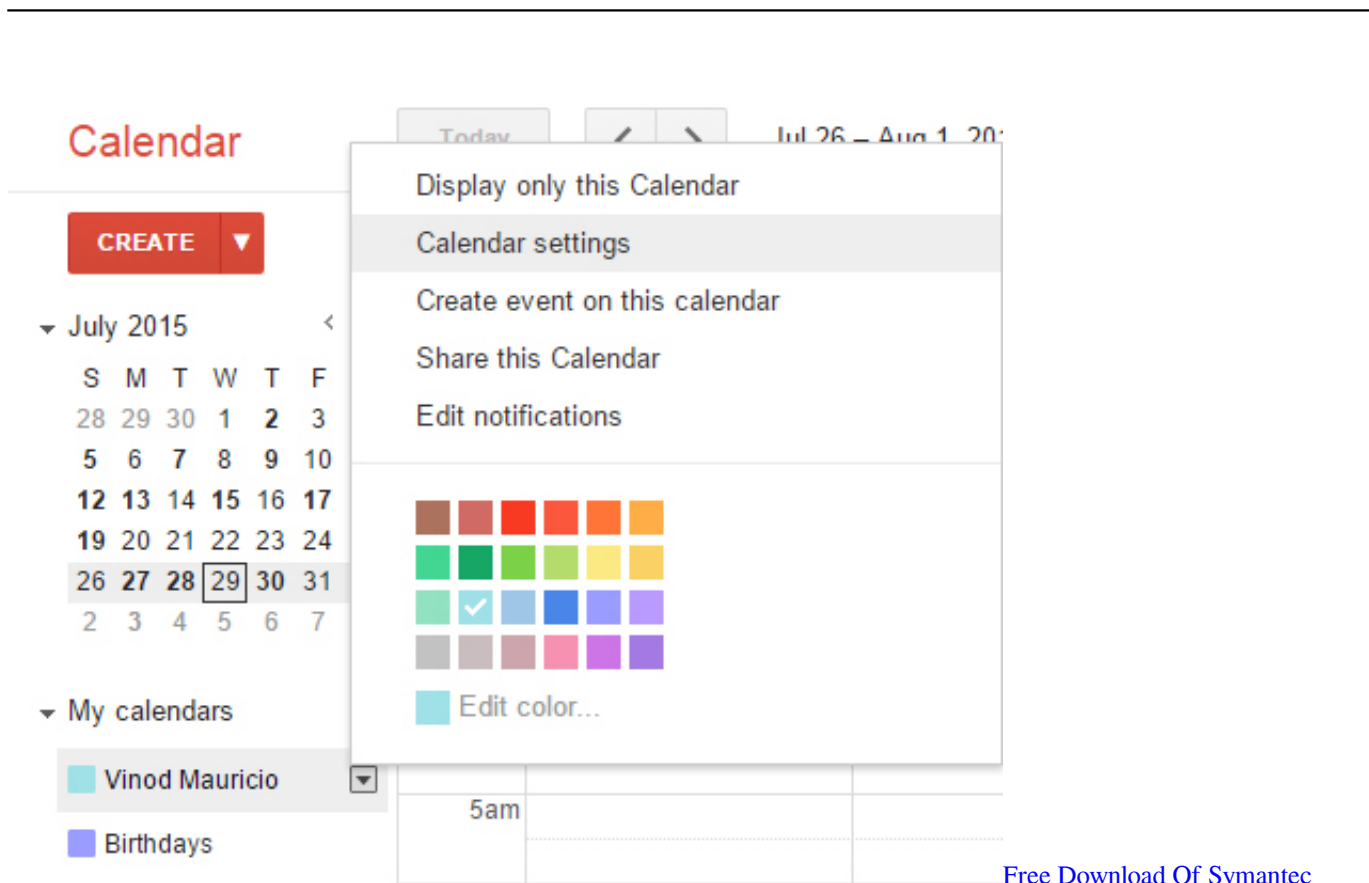 Calendar
Today
Jul 26 – Aug 1, 20
Display only this Calendar
Calendar settings
Create event on this calendar
Share this Calendar
Edit notifications
Edit color...
CREATE
July 2015
S M T W T F
28 29 30 1 2 3
5 6 7 8 9 10
12 13 14 15 16 17
19 20 21 22 23 24
26 27 28 29 30 31
2 3 4 5 6 7
My calendars
Vinod Mauricio
Birthdays
5am
Free Download Of Symantec